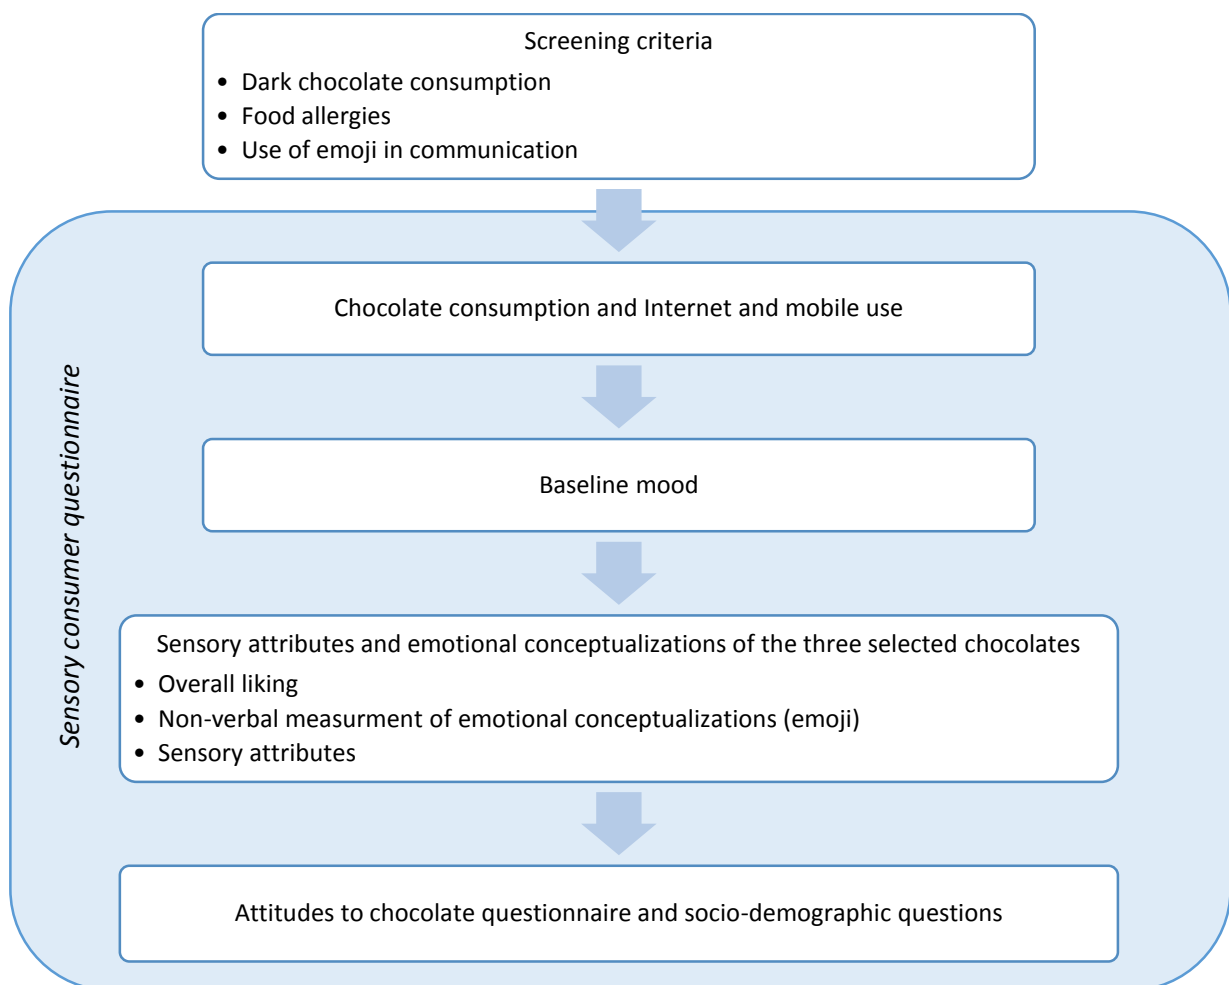 Screening criteria
• Dark chocolate consumption
• Food allergies
• Use of emoji in communication
Sensory consumer questionnaire
Chocolate consumption and Internet and mobile use
Baseline mood
Sensory attributes and emotional conceptualizations of the three selected chocolates
• Overall liking
• Non-verbal measurment of emotional conceptualizations (emoji)
• Sensory attributes
Attitudes to chocolate questionnaire and socio-demographic questions